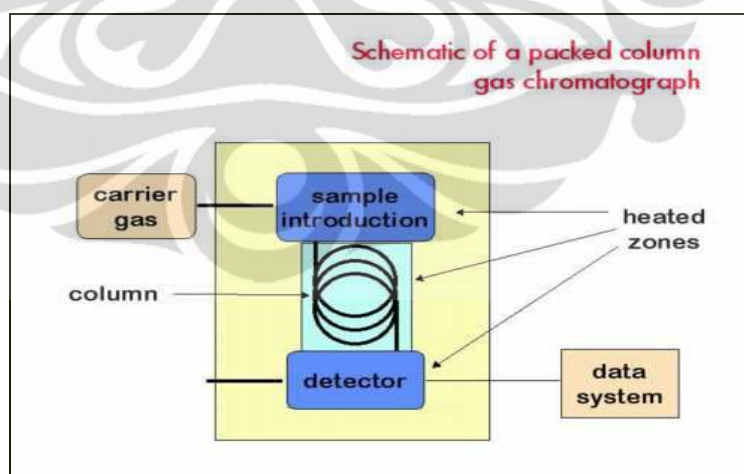 Schematic of a packed column
gas chromatograph
carrier
gas
sample
introduction
heated
zones
column
detector
data
system